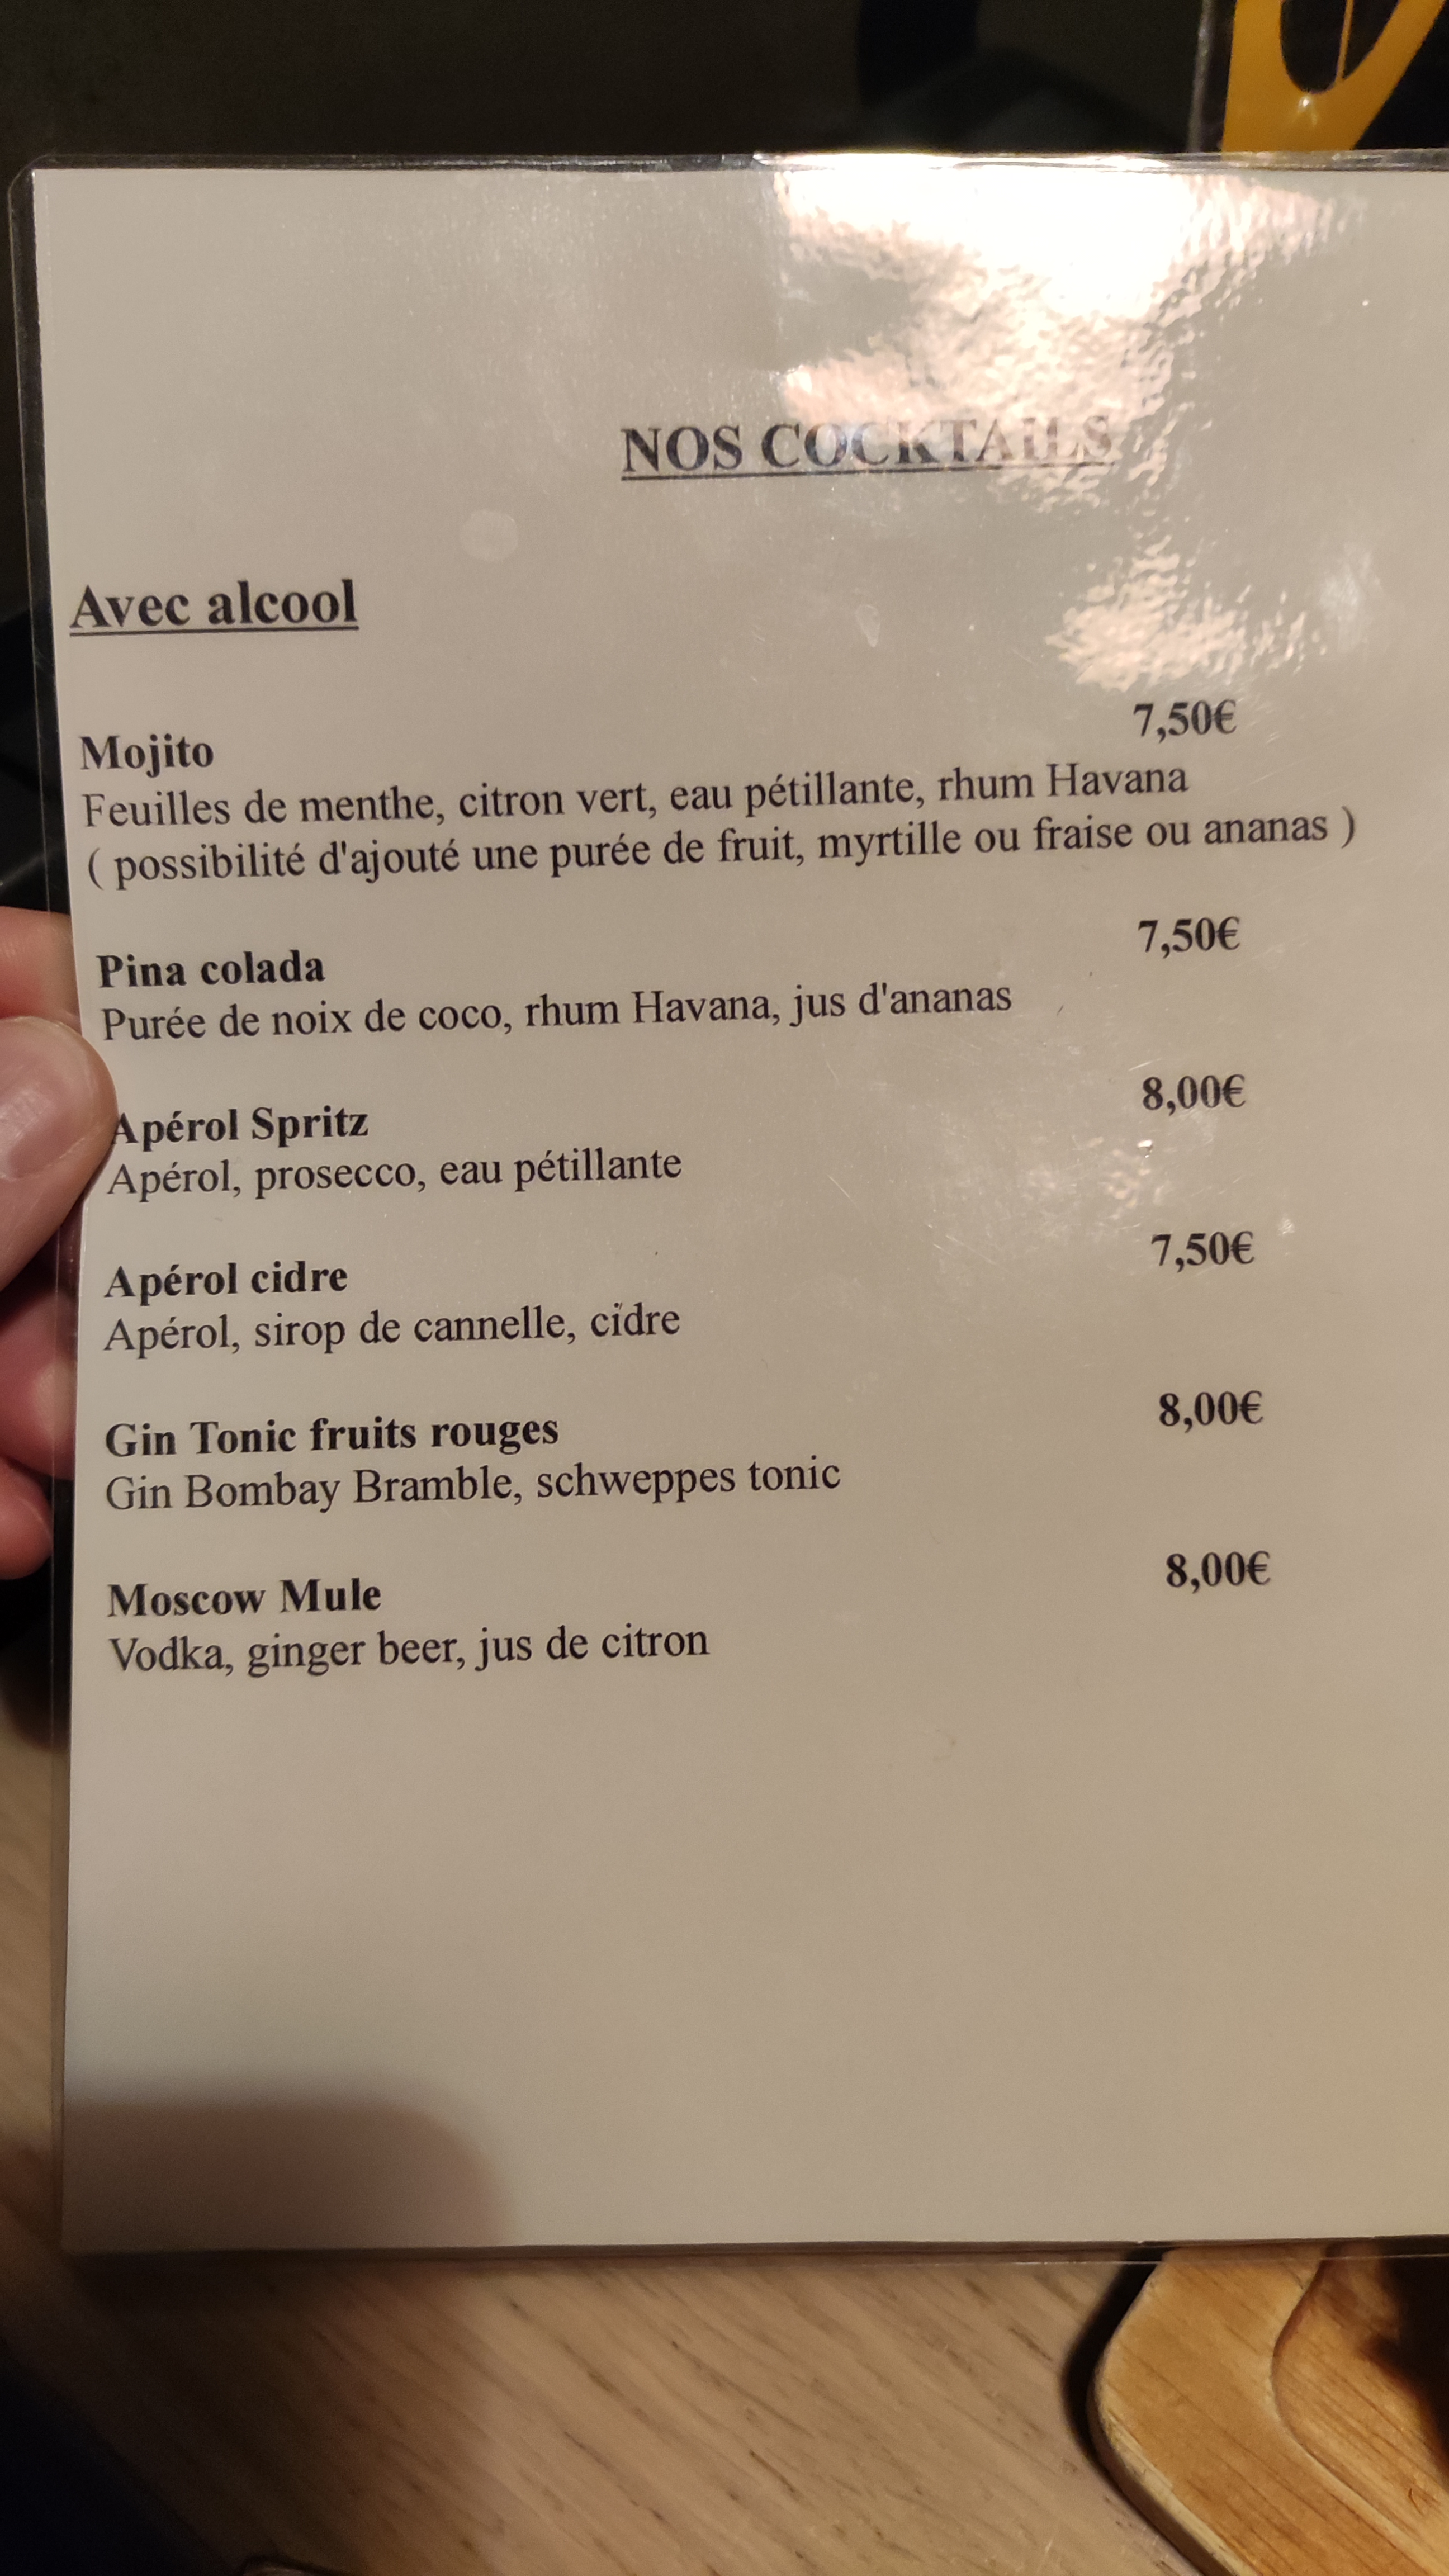 NOS COCKTAILS
Avec alcool
Mojito 7,50€
Feuilles de menthe, citron vert, eau pétillante, rhum Havana
( possibilité d'ajouté une purée de fruit, myrtille ou fraise ou ananas )
Pina colada 7,50€
Purée de noix de coco, rhum Havana, jus d'ananas
Apérol Spritz 8,00€
Apérol, prosecco, eau pétillante
Apérol cidre 7,50€
Apérol, sirop de cannelle, cidre
Gin Tonic fruits rouges 8,00€
Gin Bombay Bramble, schweppes tonic
Moscow Mule 8,00€
Vodka, ginger beer, jus de citron